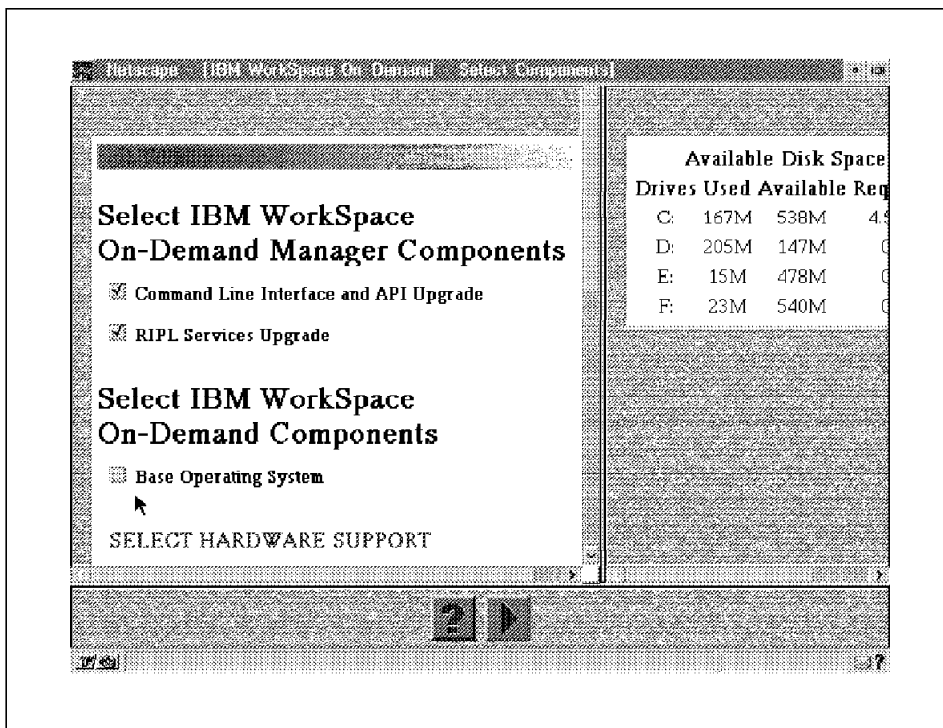 Netscape - [IBM WorkSpace On-Demand - Select Components]
Select IBM WorkSpace
On-Demand Manager Components
Command Line Interface and API Upgrade
RIPL Services Upgrade
Select IBM WorkSpace
On-Demand Components
Base Operating System
SELECT HARDWARE SUPPORT
Available Disk Space
Drives Used Available Req
C: 167M 538M 4.
D: 205M 147M
E: 15M 478M
F: 23M 540M
?
?